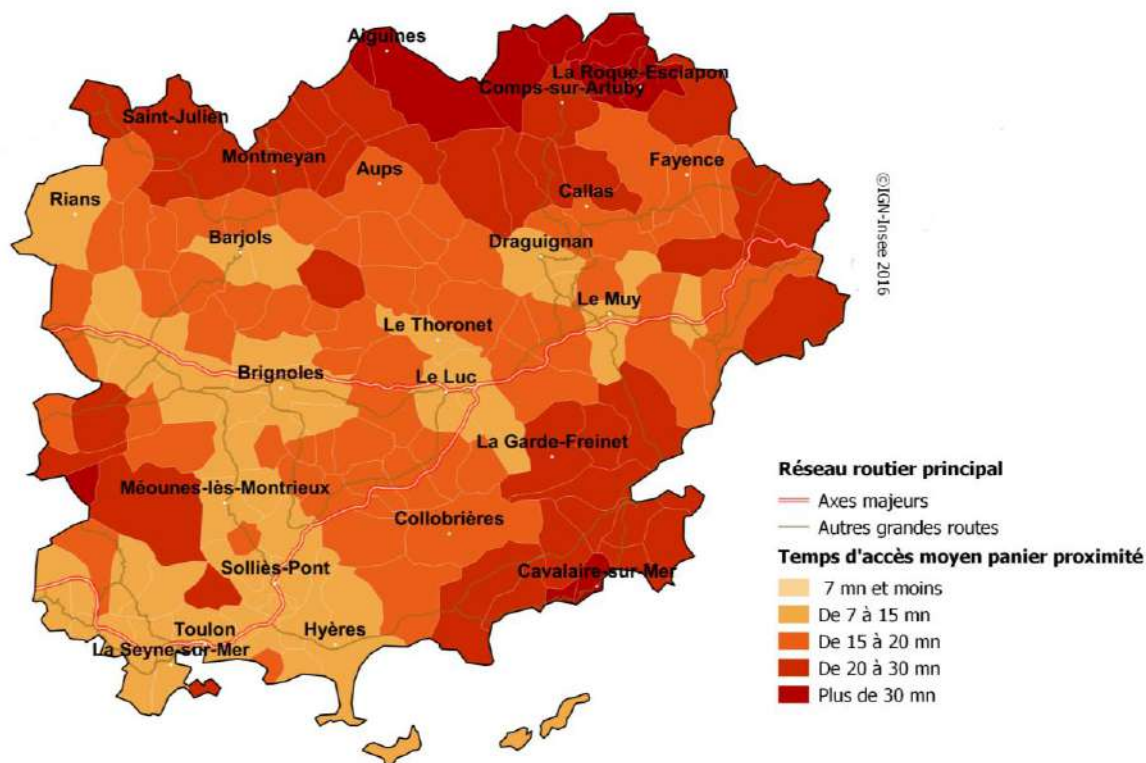 Aiguines
La Roque-Esclapon
Comps-sur-Artuby
Saint-Julien
Montmeyan
Aups
Fayence
Rians
Callas
Barjols
Draguignan
©IGN-Insee 2016
Le Muy
Le Thoronet
Brignoles
Le Luc
La Garde-Freinet
Méounes-lès-Montrieux
Collobrières
Solliès-Pont
Cavalaire-sur-Mer
Toulon
Hyères
La Seyne-sur-Mer
Réseau routier principal
Axes majeurs
Autres grandes routes
Temps d'accès moyen panier proximité
7 mn et moins
De 7 à 15 mn
De 15 à 20 mn
De 20 à 30 mn
Plus de 30 mn